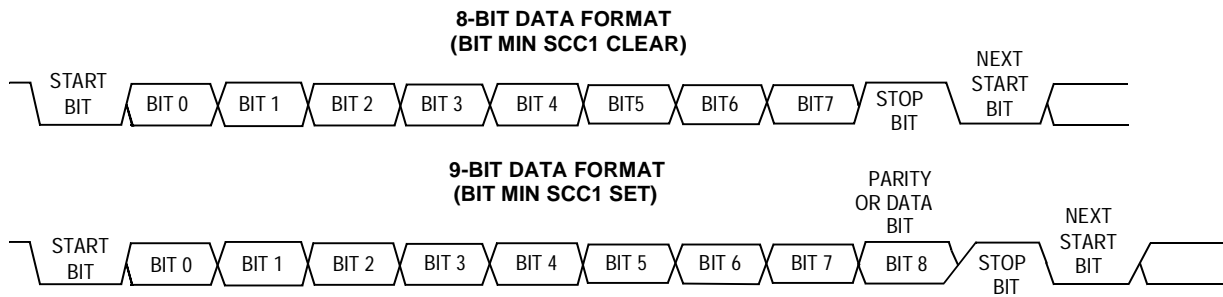 8-BIT DATA FORMAT
(BIT MIN SCC1 CLEAR)
START
BIT
BIT 0
BIT 1
BIT 2
BIT 3
BIT 4
BIT5
BIT6
BIT7
STOP
BIT
NEXT
START
BIT
9-BIT DATA FORMAT
(BIT MIN SCC1 SET)
START
BIT
BIT 0
BIT 1
BIT 2
BIT 3
BIT 4
BIT 5
BIT 6
BIT 7
PARITY
OR DATA
BIT
BIT 8
STOP
BIT
NEXT
START
BIT